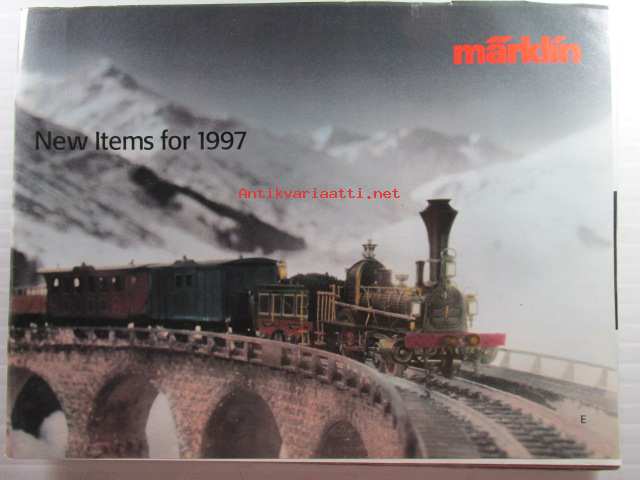 märklin
New Items for 1997
Antikvariaatti.net
E